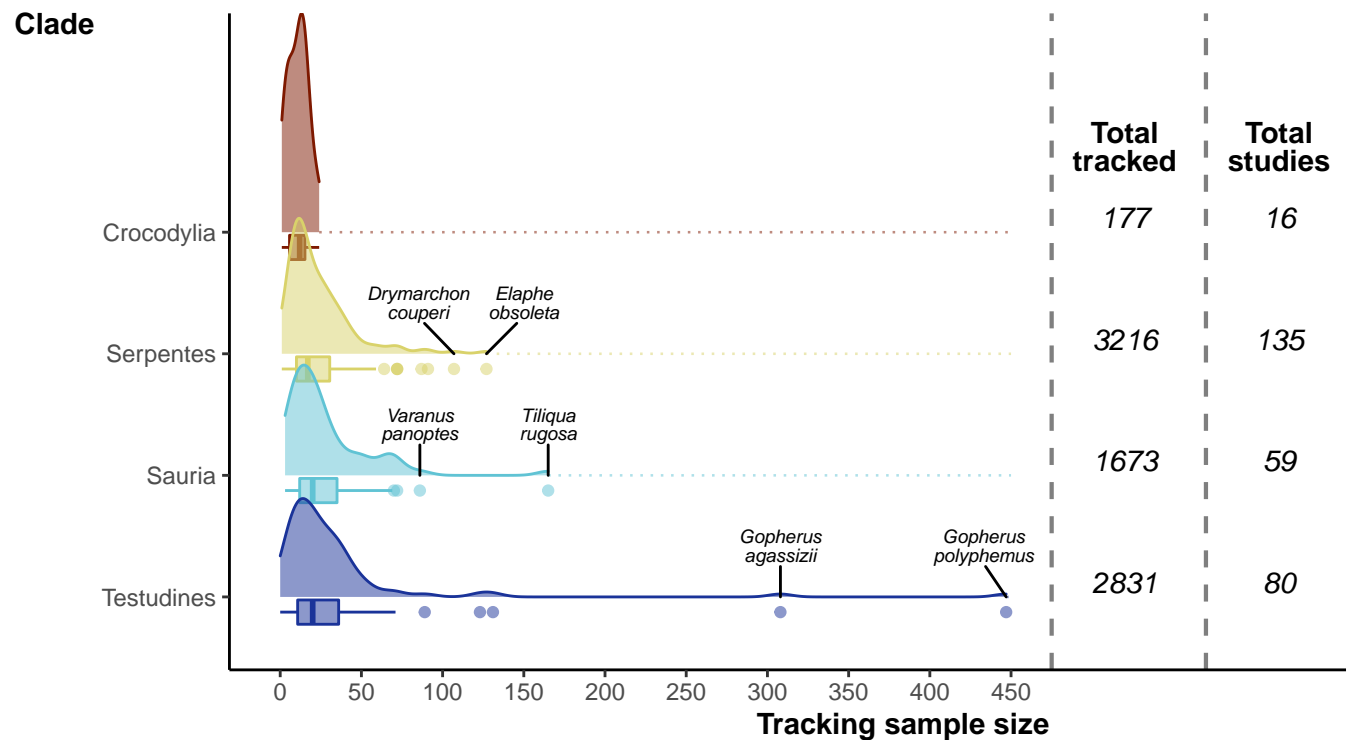 Clade
Total
tracked
Total
studies
Crocodylia
177
16
Drymarchon
couperi
Elaphe
obsoleta
Serpentes
3216
135
Varanus
panoptes
Tiliqua
rugosa
Sauria
1673
59
Gopherus
agassizii
Gopherus
polyphemus
Testudines
2831
80
0 50 100 150 200 250 300 350 400 450
Tracking sample size